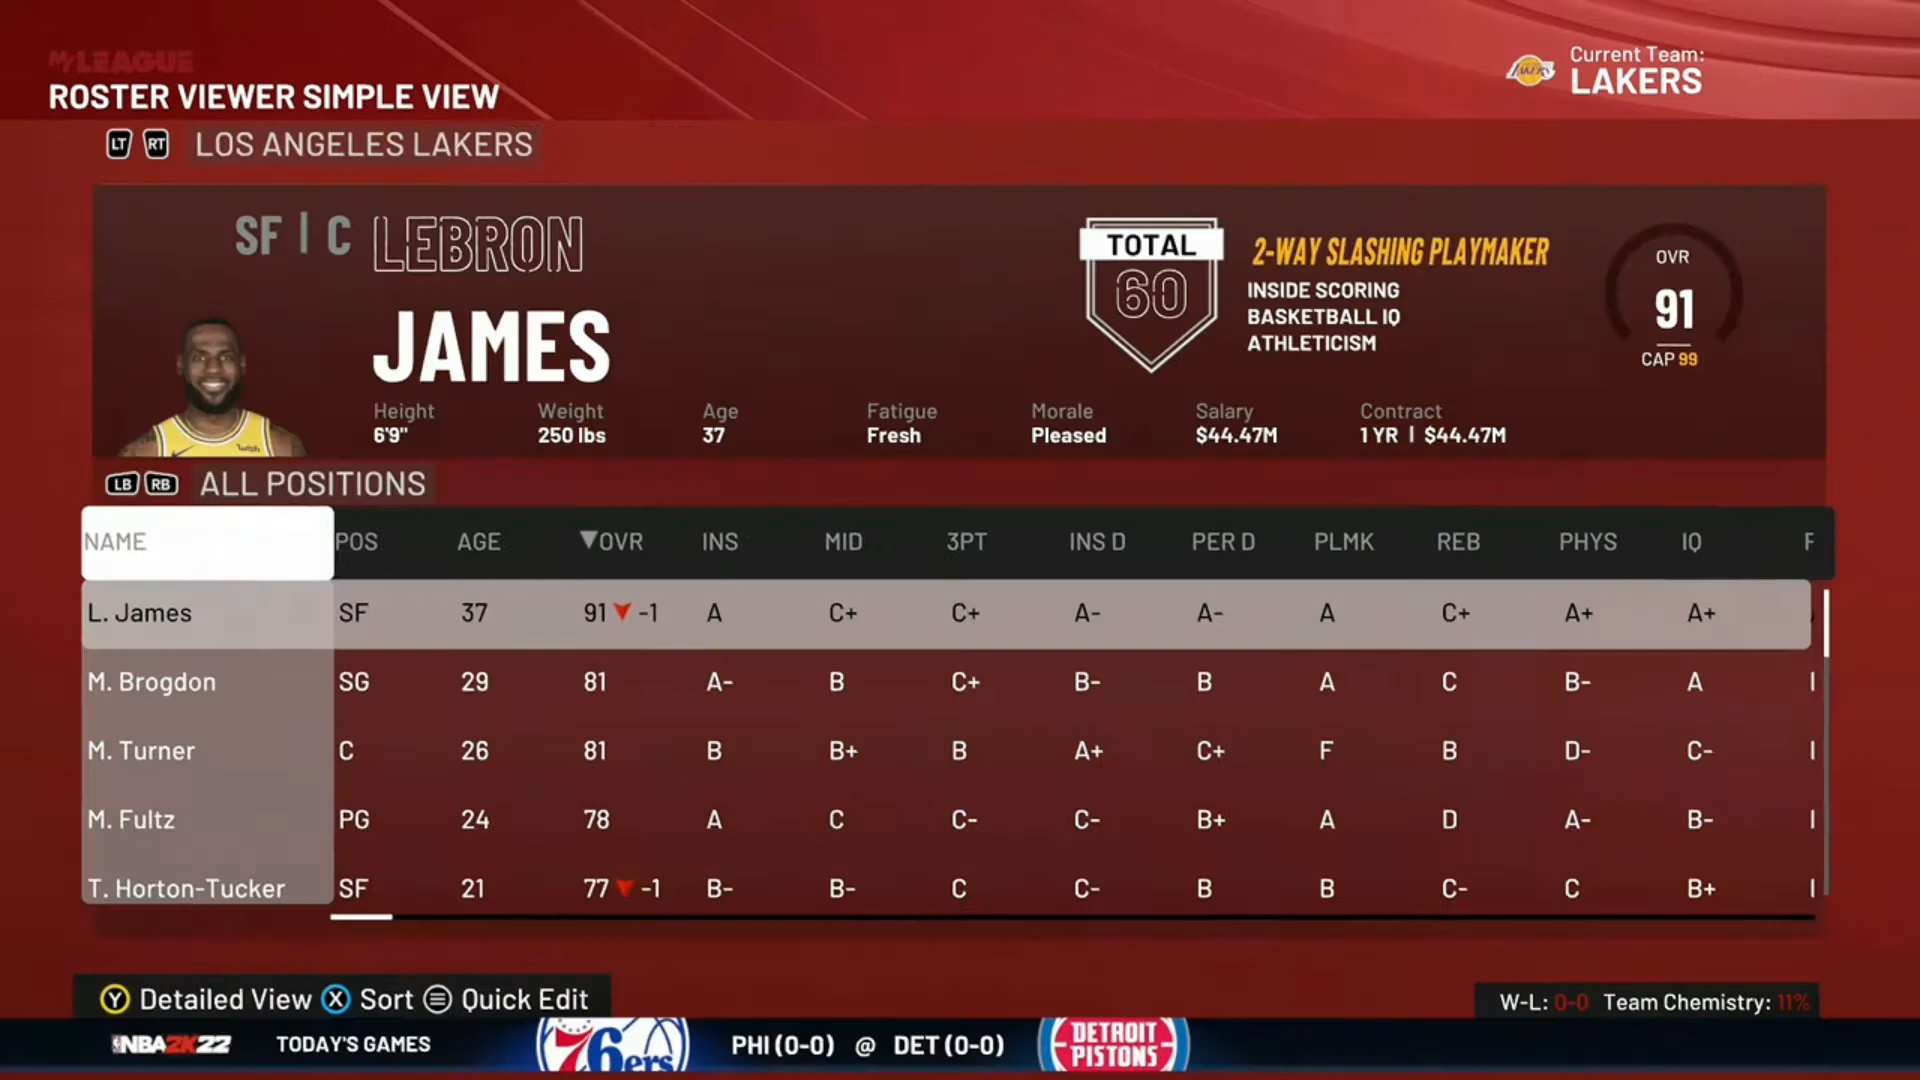 MyLEAGUE
ROSTER VIEWER SIMPLE VIEW
Current Team:
LAKERS
LT RT LOS ANGELES LAKERS
SF | C LEBRON
JAMES
TOTAL
60
2-WAY SLASHING PLAYMAKER
INSIDE SCORING
BASKETBALL IQ
ATHLETICISM
OVR
91
CAP 99
Height Weight Age Fatigue Morale Salary Contract
6'9" 250 lbs 37 Fresh Pleased $44.47M 1 YR | $44.47M
LB RB ALL POSITIONS
NAME POS AGE ▼OVR INS MID 3PT INS D PER D PLMK REB PHYS IQ
L. James SF 37 91 -1 A C+ C+ A- A- A C+ A+ A+
M. Brogdon SG 29 81 A- B C+ B- B A C B- A
M. Turner C 26 81 B B+ B A+ C+ F B D- C-
M. Fultz PG 24 78 A C C- C- B+ A D A- B-
T. Horton-Tucker SF 21 77 -1 B- B- C C- B B C- C B+
Y Detailed View X Sort Quick Edit
W-L: 0-0 Team Chemistry: 11%
NBA2K22 TODAY'S GAMES 76ers PHI (0-0) @ DET (0-0) DETROIT PISTONS